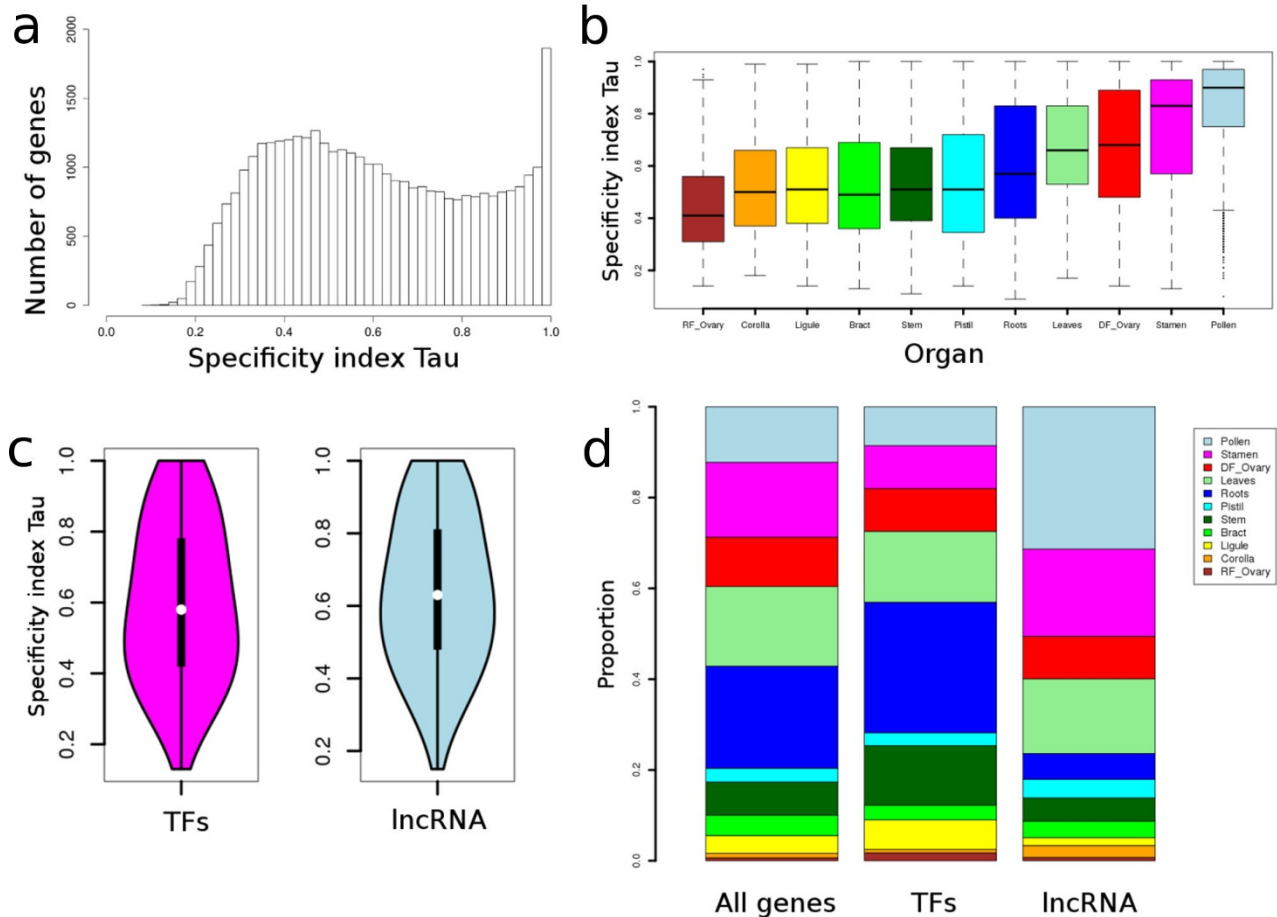 a
2000
1500
1000
500
0
Number of genes
0.0 0.2 0.4 0.6 0.8 1.0
Specificity index Tau
b
1.0
0.8
0.6
0.4
0.2
Specificity index Tau
RF_Ovary Corolla Ligule Bract Stem Pistil Roots Leaves DF_Ovary Stamen Pollen
Organ
c
1.0
0.8
0.6
0.4
0.2
Specificity index Tau
TFs
1.0
0.8
0.6
0.4
0.2
lncRNA
d
1.0
0.8
0.6
0.4
0.2
0.0
Proportion
All genes TFs lncRNA
Pollen
Stamen
DF_Ovary
Leaves
Roots
Pistil
Stem
Bract
Ligule
Corolla
RF_Ovary